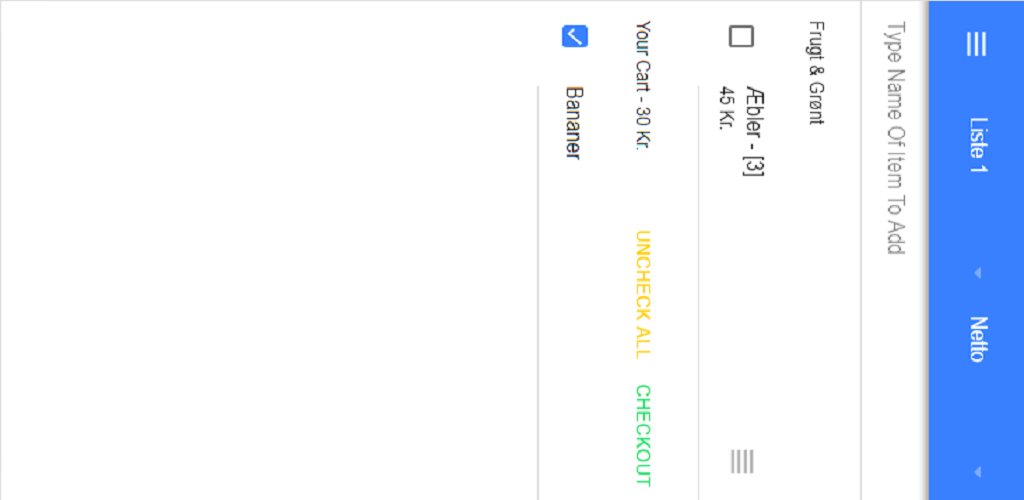 Liste 1 Netto
Type Name Of Item To Add
Frugt & Grønt
Æbler - [3]
45 Kr.
Your Cart - 30 Kr. UNCHECK ALL CHECKOUT
Bananer